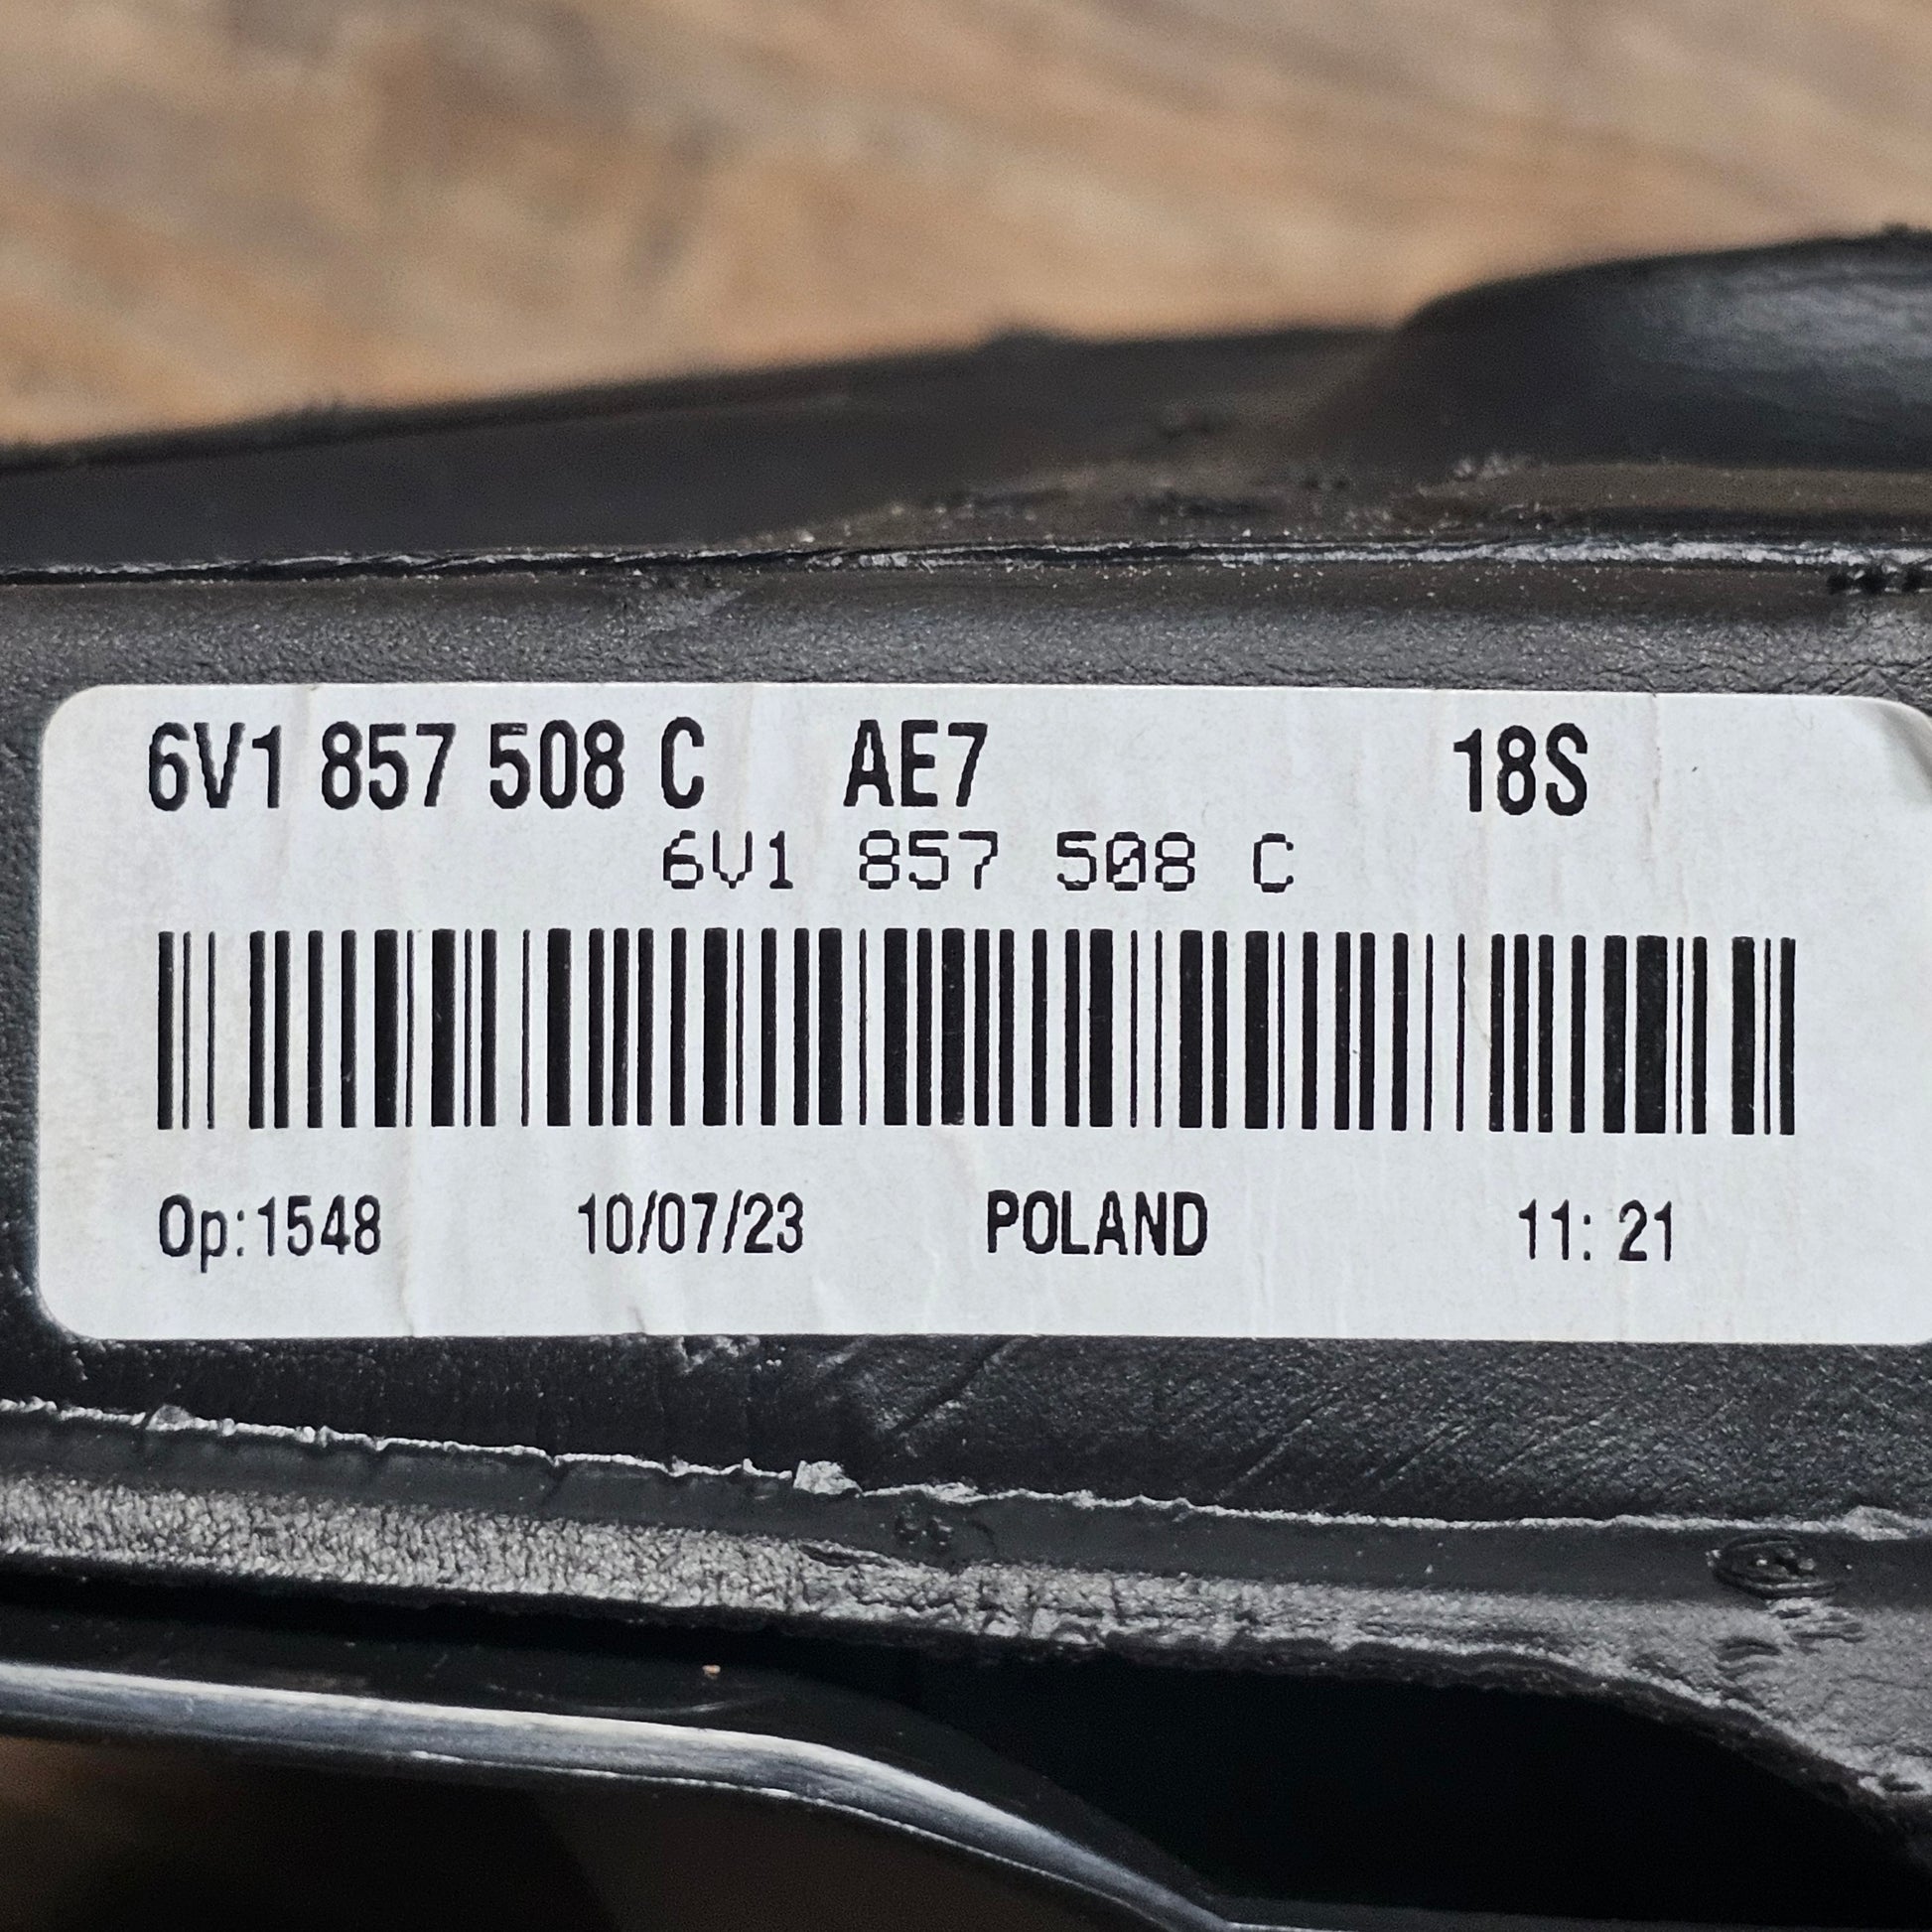 6V1 857 508 C AE7 18S
6V1 857 508 C
Op:1548 10/07/23 POLAND 11: 21